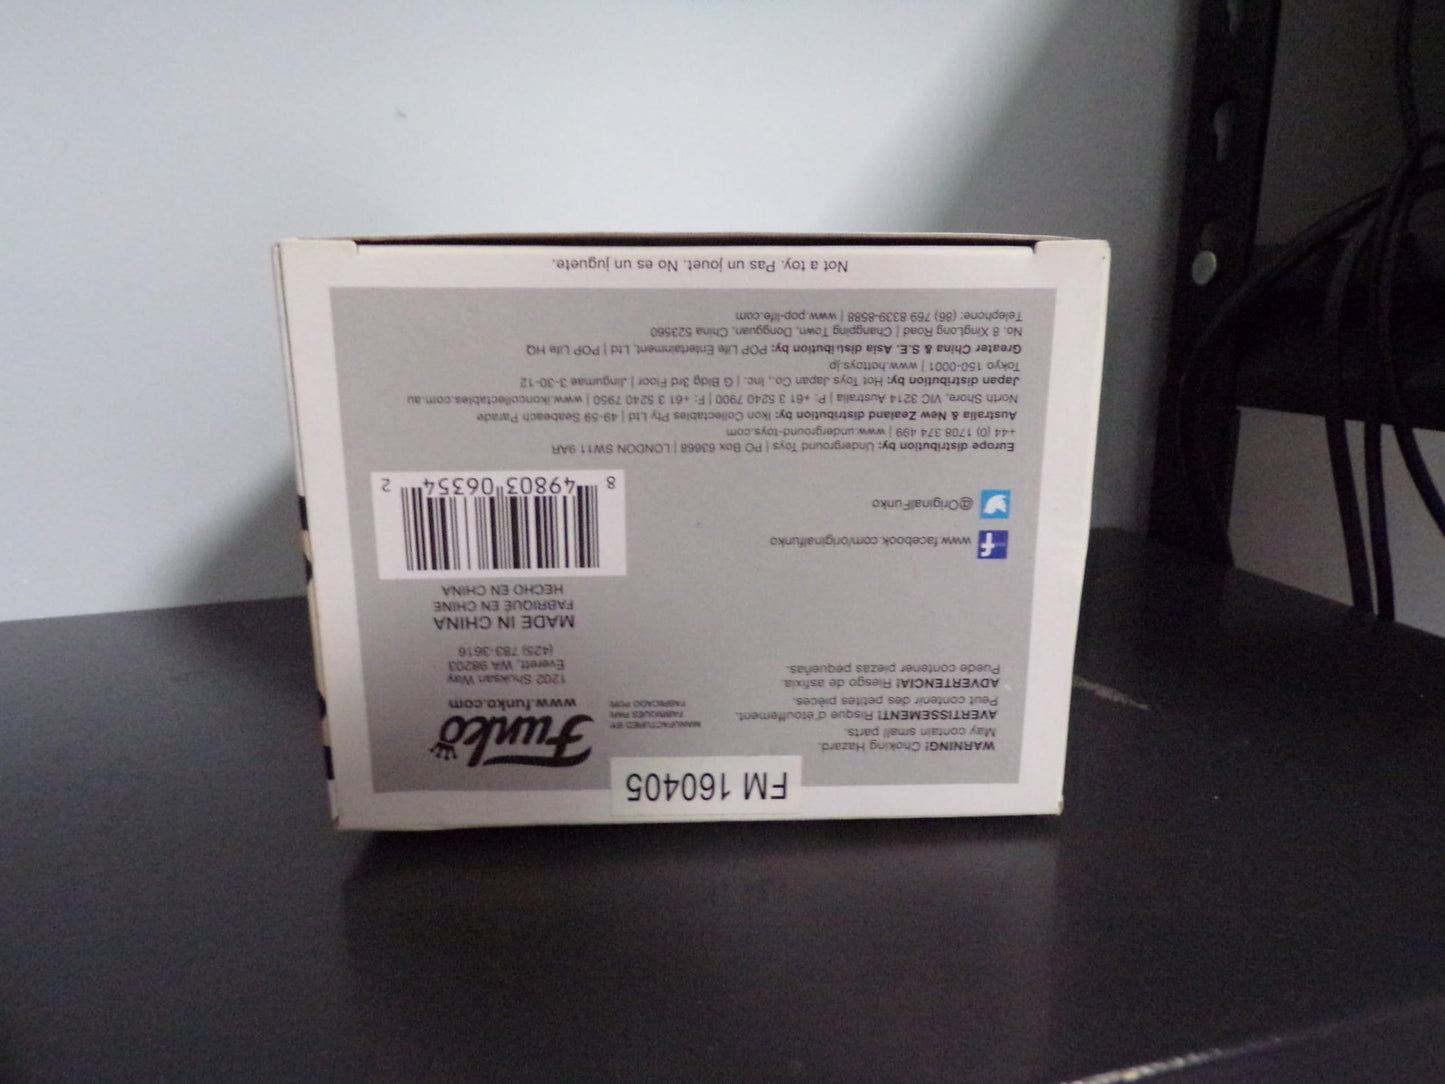 FM 160405
WARNING! Choking Hazard.
May contain small parts.
AVERTISSEMENT! Risque d'étouffement.
Peut contenir des petites pièces.
ADVERTENCIA! Riesgo de asfixia.
Puede contener piezas pequeñas.
MANUFACTURED BY:
FABRIQUÉS PAR:
FABRICADO POR:
Funko
www.funko.com
1202 Shuksan Way
Everett, WA 98203
(425) 783-3616
MADE IN CHINA
FABRIQUÉ EN CHINE
HECHO EN CHINA
www.facebook.com/originalfunko
@OriginalFunko
8 49803 06354 2
Europe distribution by: Underground Toys | PO Box 63668 | LONDON SW11 9AR
+44 (0) 1708 374 499 | www.underground-toys.com
Australia & New Zealand distribution by: Ikon Collectables Pty Ltd | 49-59 Seabeach Parade
North Shore, VIC 3214 Australia | P: +61 3 5240 7900 | F: +61 3 5240 7950 | www.ikoncollectables.com.au
Japan distribution by: Hot Toys Japan Co., Inc. | G Bldg 3rd Floor | Jingumae 3-30-12
Tokyo 150-0001 | www.hottoys.jp
Greater China & S.E. Asia distribution by: POP Life Entertainment, Ltd | POP Life HQ
No. 8 XingLong Road | Changping Town, Dongguan, China 523560
Telephone: (86) 769 8339-8588 | www.pop-life.com
Not a toy. Pas un jouet. No es un juguete.